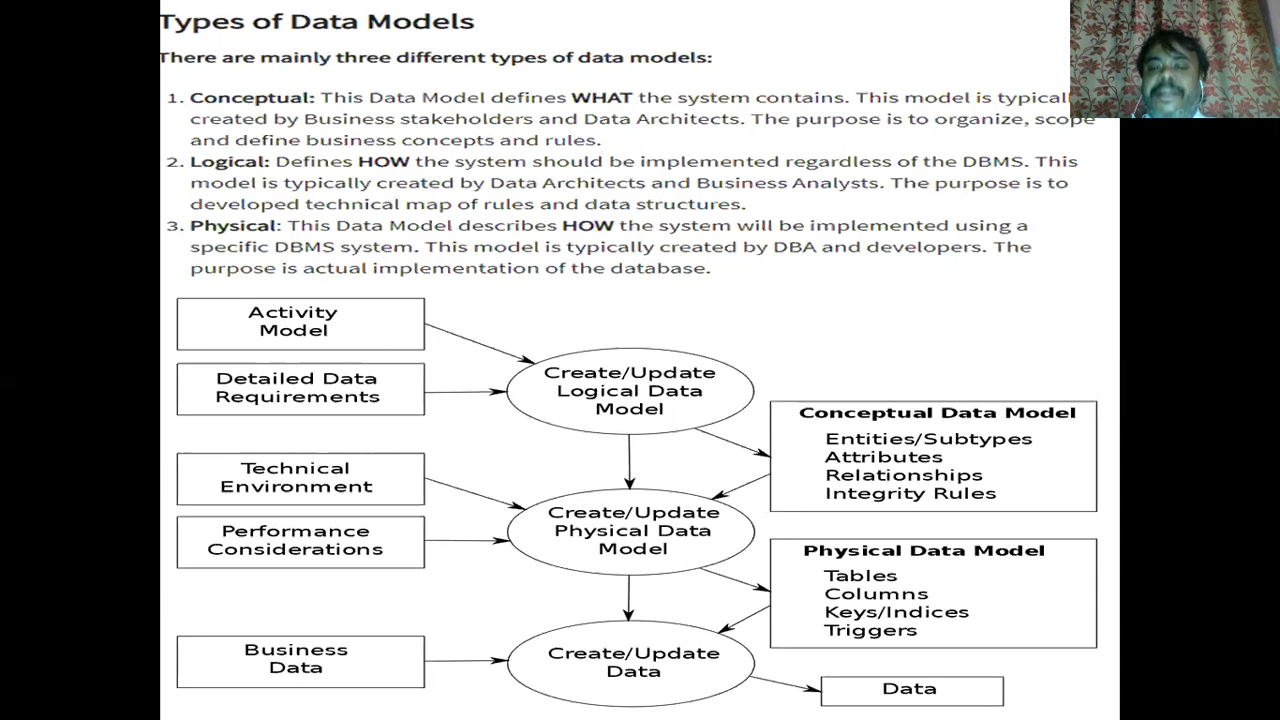 Types of Data Models
There are mainly three different types of data models:
1. Conceptual: This Data Model defines WHAT the system contains. This model is typicall
created by Business stakeholders and Data Architects. The purpose is to organize, scope
and define business concepts and rules.
2. Logical: Defines HOW the system should be implemented regardless of the DBMS. This
model is typically created by Data Architects and Business Analysts. The purpose is to
developed technical map of rules and data structures.
3. Physical: This Data Model describes HOW the system will be implemented using a
specific DBMS system. This model is typically created by DBA and developers. The
purpose is actual implementation of the database.
Activity
Model
Detailed Data
Requirements
Create/Update
Logical Data
Model
Conceptual Data Model
Entities/Subtypes
Attributes
Relationships
Integrity Rules
Technical
Environment
Performance
Considerations
Create/Update
Physical Data
Model
Physical Data Model
Tables
Columns
Keys/Indices
Triggers
Business
Data
Create/Update
Data
Data